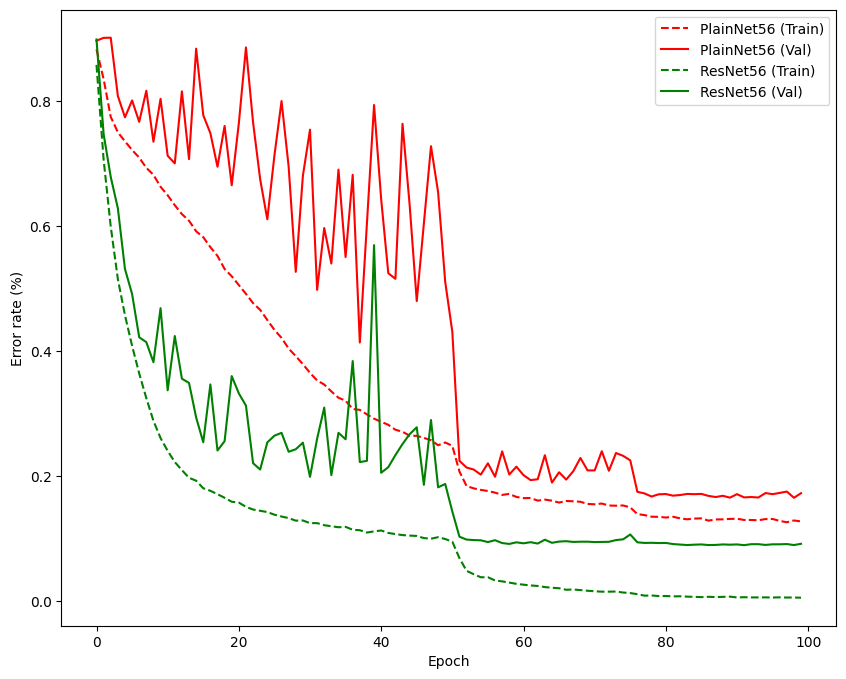 PlainNet56 (Train)
PlainNet56 (Val)
ResNet56 (Train)
ResNet56 (Val)
Error rate (%)
0.8
0.6
0.4
0.2
0.0
0 20 40 60 80 100
Epoch